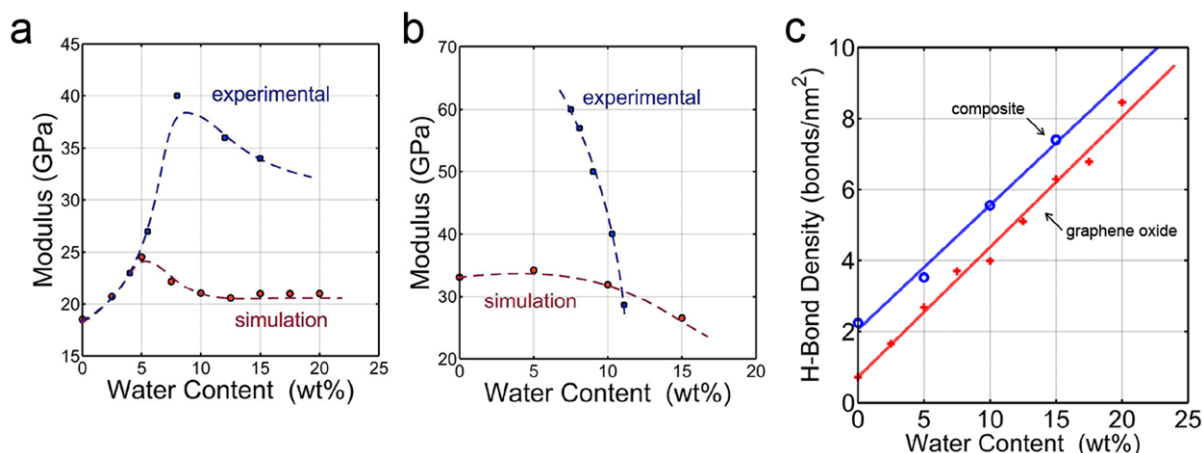 a
45
40
35
30
25
20
15
Modulus (GPa)
experimental
simulation
0 5 10 15 20 25
Water Content (wt%)
b
70
60
50
40
30
20
Modulus (GPa)
experimental
simulation
0 5 10 15 20
Water Content (wt%)
c
10
8
6
4
2
0
H-Bond Density (bonds/nm²)
composite
graphene oxide
0 5 10 15 20 25
Water Content (wt%)